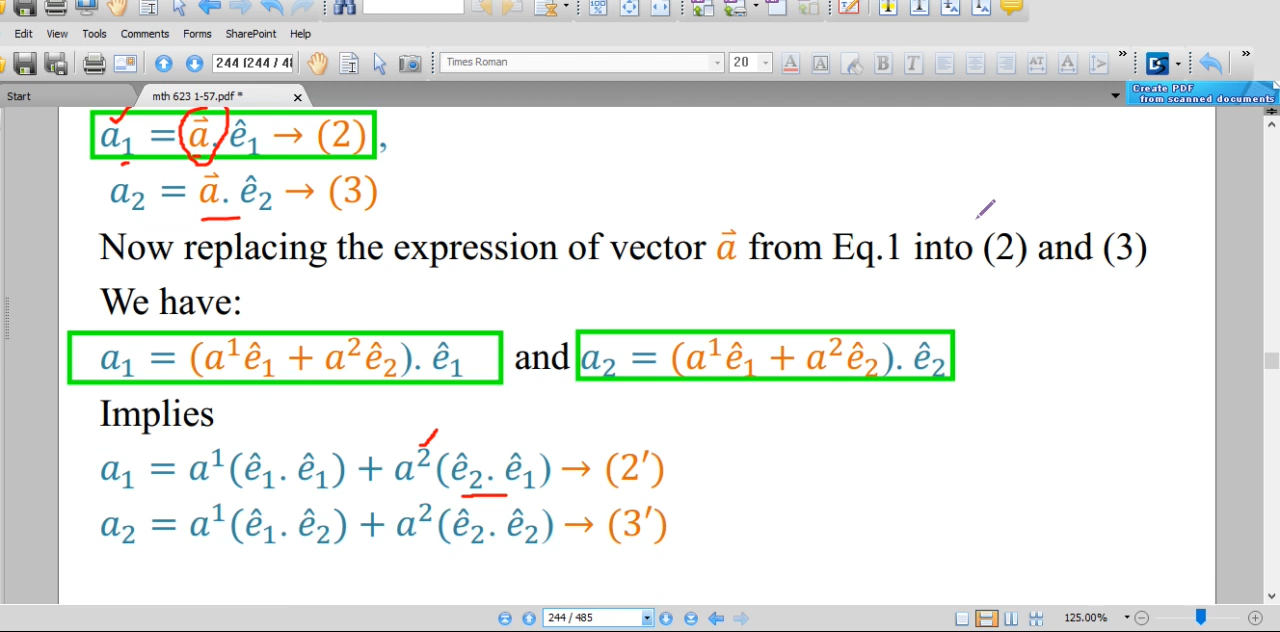 Edit View Tools Comments Forms SharePoint Help
244 (244 / 48
Times Roman
20
Start
mth 623 1-57.pdf *
Create PDF
from scanned documents
a₁ = a⃗. ê₁ → (2) ,
a₂ = a⃗. ê₂ → (3)
Now replacing the expression of vector a⃗ from Eq.1 into (2) and (3)
We have:
a₁ = (a¹ê₁ + a²ê₂). ê₁ and a₂ = (a¹ê₁ + a²ê₂). ê₂
Implies
a₁ = a¹(ê₁. ê₁) + a²(ê₂. ê₁) → (2′)
a₂ = a¹(ê₁. ê₂) + a²(ê₂. ê₂) → (3′)
244 / 485
125.00%